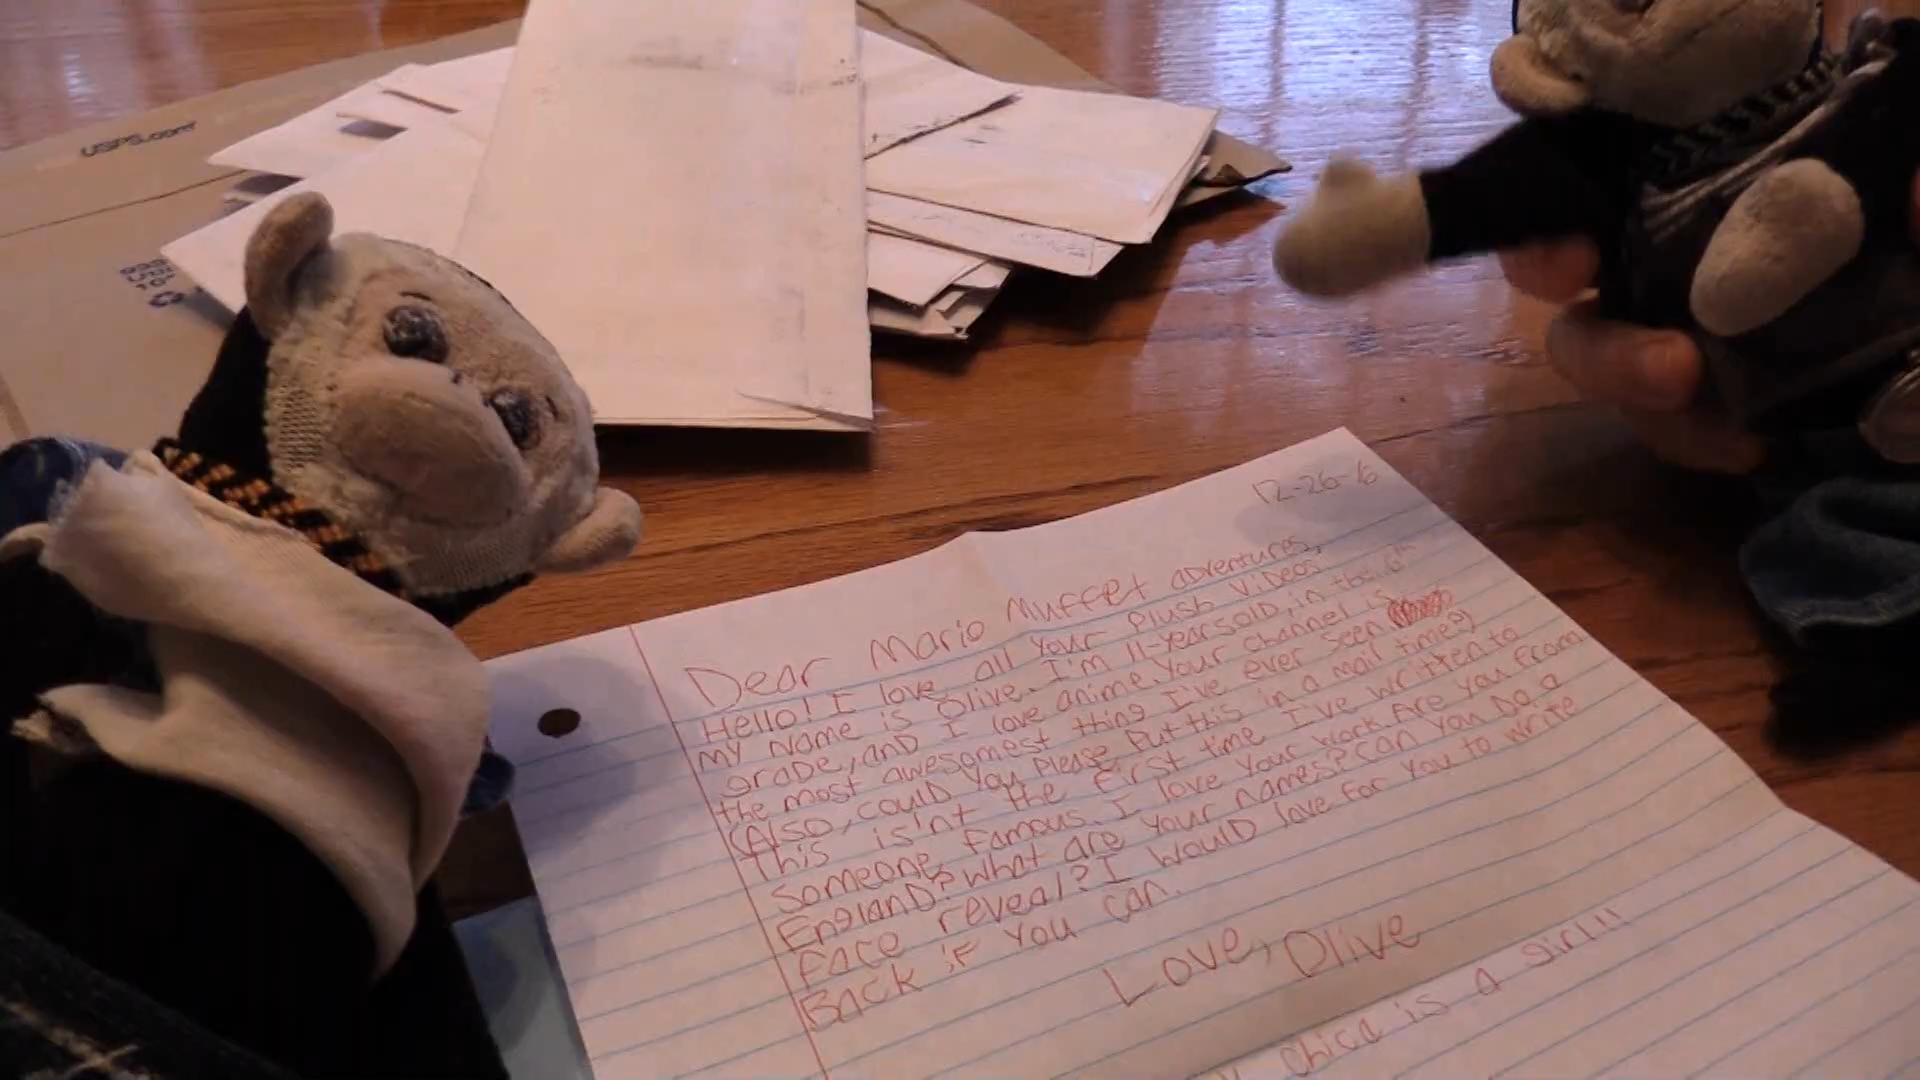 USPS.com
12-26-16
Dear Mario Muffet adventures,
Hello! I love all your Plush Videos.
My Name is Olive. I'm 11-yearsold, in the 6th
grade, and I love anime. Your channel is
the most awesomest thing I've ever seen
(Also, could you please Put this in a mail time?)
This is'nt the first time I've written to
Someone famous. I love your work. Are you from
England? What are your names? Can you Do a
Face reveal? I would love for you to write
Back if you can.
Love, Olive
chica is a girl!!!